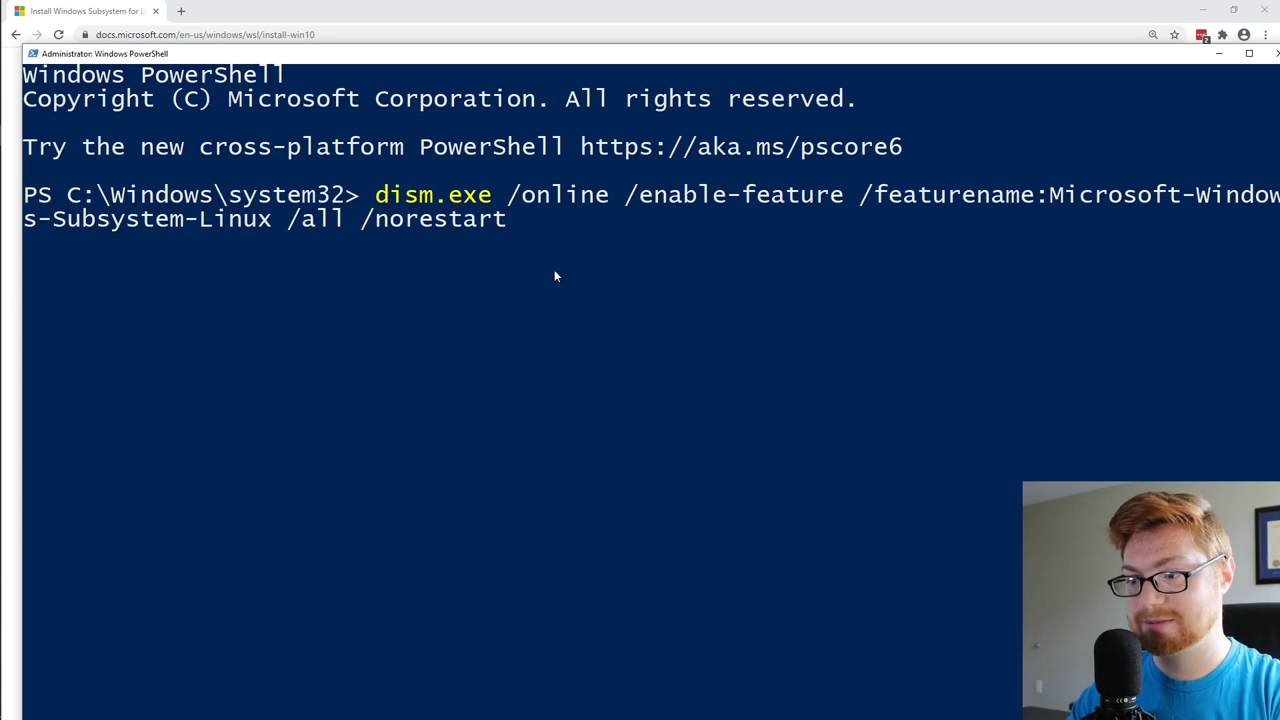 Install Windows Subsystem for L
docs.microsoft.com/en-us/windows/wsl/install-win10
Administrator: Windows PowerShell
Windows PowerShell
Copyright (C) Microsoft Corporation. All rights reserved.
Try the new cross-platform PowerShell https://aka.ms/pscore6
PS C:\Windows\system32> dism.exe /online /enable-feature /featurename:Microsoft-Window
s-Subsystem-Linux /all /norestart